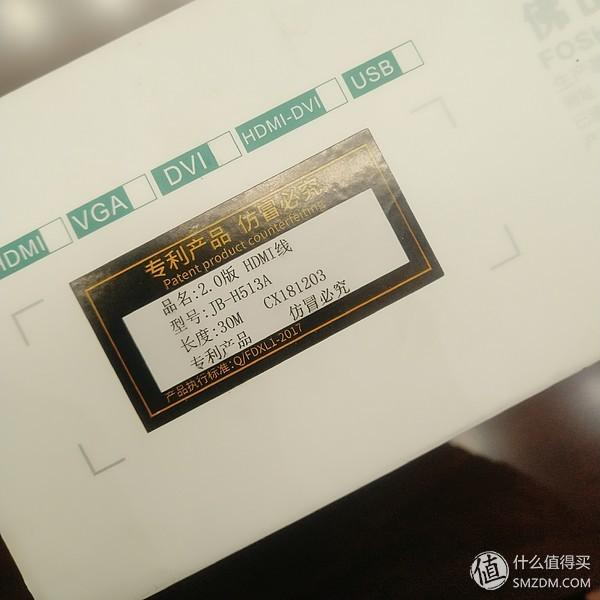 HDMI
VGA
DVI
HDMI-DVI
USB
专利产品 仿冒必究
Patent product counterfeiting
品名:2.0版 HDMI线
型号:JB-H513A
长度:30M CX181203
专利产品 仿冒必究
产品执行标准:Q/FDXL1-2017
FOSH
值 什么值得买
SMZDM.COM